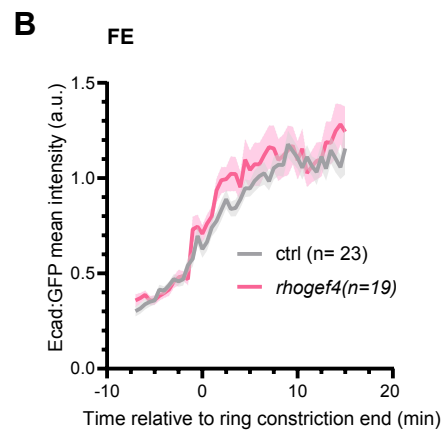 B
FE
Ecad:GFP mean intensity (a.u.)
1.5
1.0
0.5
0.0
ctrl (n= 23)
rhogef4(n=19)
-10
0
10
20
Time relative to ring constriction end (min)